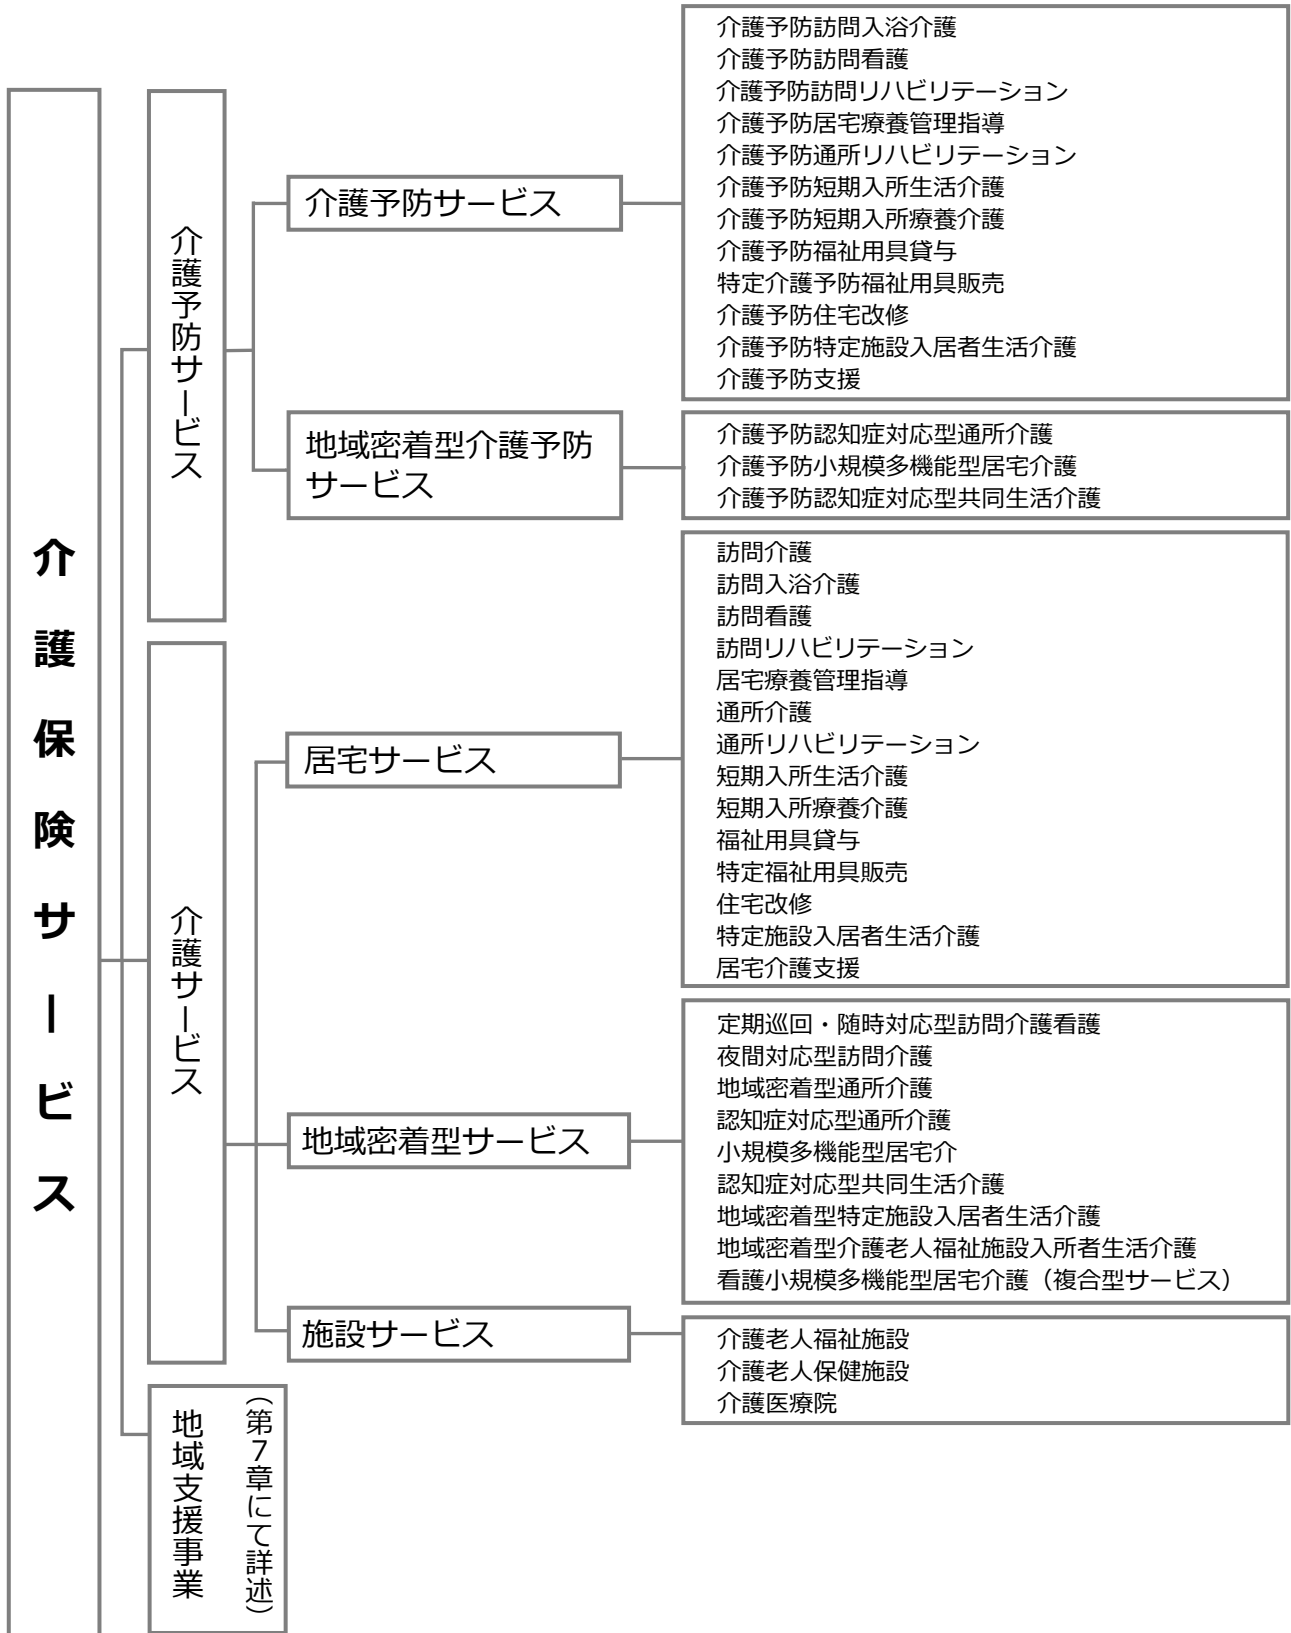 介護保険サービス
介護予防サービス
介護予防サービス
介護予防訪問入浴介護
介護予防訪問看護
介護予防訪問リハビリテーション
介護予防居宅療養管理指導
介護予防通所リハビリテーション
介護予防短期入所生活介護
介護予防短期入所療養介護
介護予防福祉用具貸与
特定介護予防福祉用具販売
介護予防住宅改修
介護予防特定施設入居者生活介護
介護予防支援
地域密着型介護予防
サービス
介護予防認知症対応型通所介護
介護予防小規模多機能型居宅介護
介護予防認知症対応型共同生活介護
介護サービス
居宅サービス
訪問介護
訪問入浴介護
訪問看護
訪問リハビリテーション
居宅療養管理指導
通所介護
通所リハビリテーション
短期入所生活介護
短期入所療養介護
福祉用具貸与
特定福祉用具販売
住宅改修
特定施設入居者生活介護
居宅介護支援
地域密着型サービス
定期巡回・随時対応型訪問介護看護
夜間対応型訪問介護
地域密着型通所介護
認知症対応型通所介護
小規模多機能型居宅介
認知症対応型共同生活介護
地域密着型特定施設入居者生活介護
地域密着型介護老人福祉施設入所者生活介護
看護小規模多機能型居宅介護（複合型サービス）
施設サービス
介護老人福祉施設
介護老人保健施設
介護医療院
地域支援事業
（第７章にて詳述）